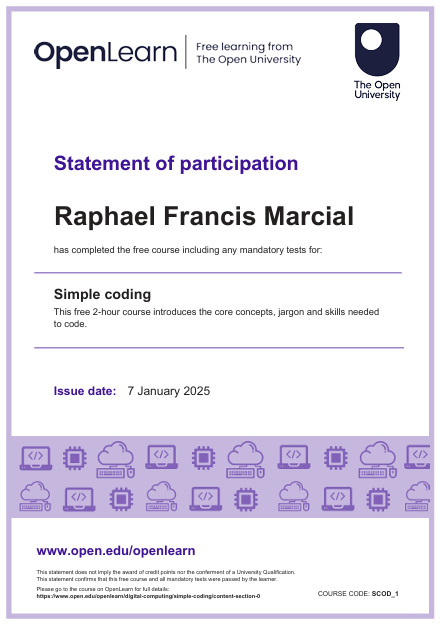 OpenLearn
Free learning from
The Open University
The Open
University
Statement of participation
Raphael Francis Marcial
has completed the free course including any mandatory tests for:
Simple coding
This free 2-hour course introduces the core concepts, jargon and skills needed
to code.
Issue date: 7 January 2025
www.open.edu/openlearn
This statement does not imply the award of credit points nor the conferment of a University Qualification.
This statement confirms that this free course and all mandatory tests were passed by the learner.
Please go to the course on OpenLearn for full details:
https://www.open.edu/openlearn/digital-computing/simple-coding/content-section-0
COURSE CODE: SCOD_1